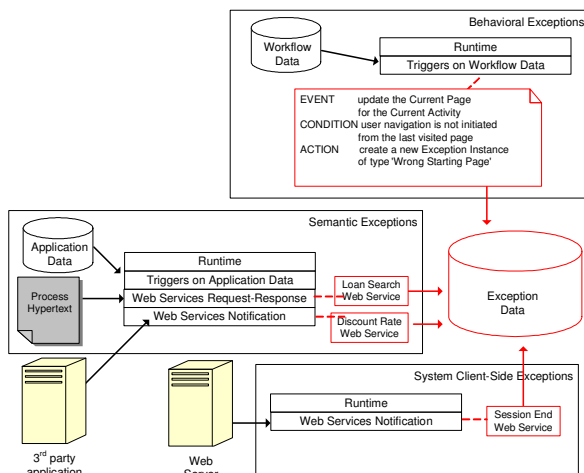 Behavioral Exceptions
Workflow
Data
Runtime
Triggers on Workflow Data
EVENT update the Current Page
for the Current Activity
CONDITION user navigation is not initiated
from the last visited page
ACTION create a new Exception Instance
of type 'Wrong Starting Page'
Semantic Exceptions
Application
Data
Runtime
Triggers on Application Data
Web Services Request-Response
Web Services Notification
Process
Hypertext
Loan Search
Web Service
Discount Rate
Web Service
Exception
Data
System Client-Side Exceptions
Runtime
Web Services Notification
Session End
Web Service
3rd party
application
Web
Server